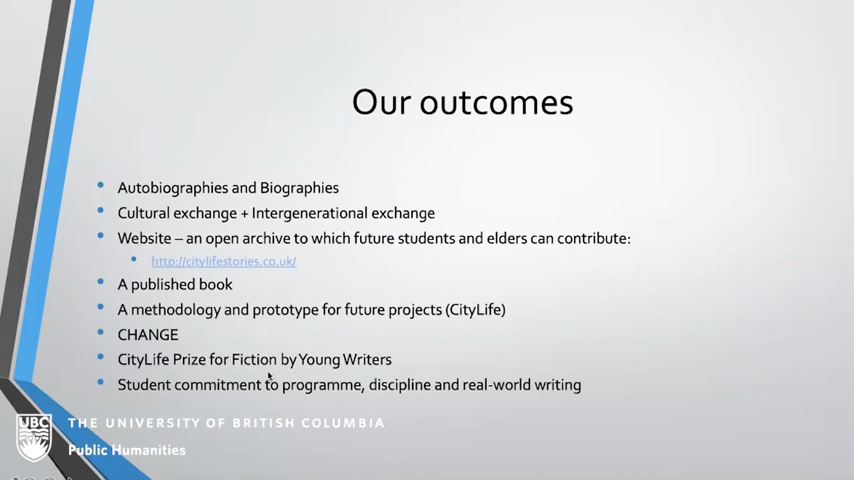 Our outcomes
Autobiographies and Biographies
Cultural exchange + Intergenerational exchange
Website – an open archive to which future students and elders can contribute:
http://citylifestories.co.uk/
A published book
A methodology and prototype for future projects (CityLife)
CHANGE
CityLife Prize for Fiction by Young Writers
Student commitment to programme, discipline and real-world writing
UBC
THE UNIVERSITY OF BRITISH COLUMBIA
Public Humanities